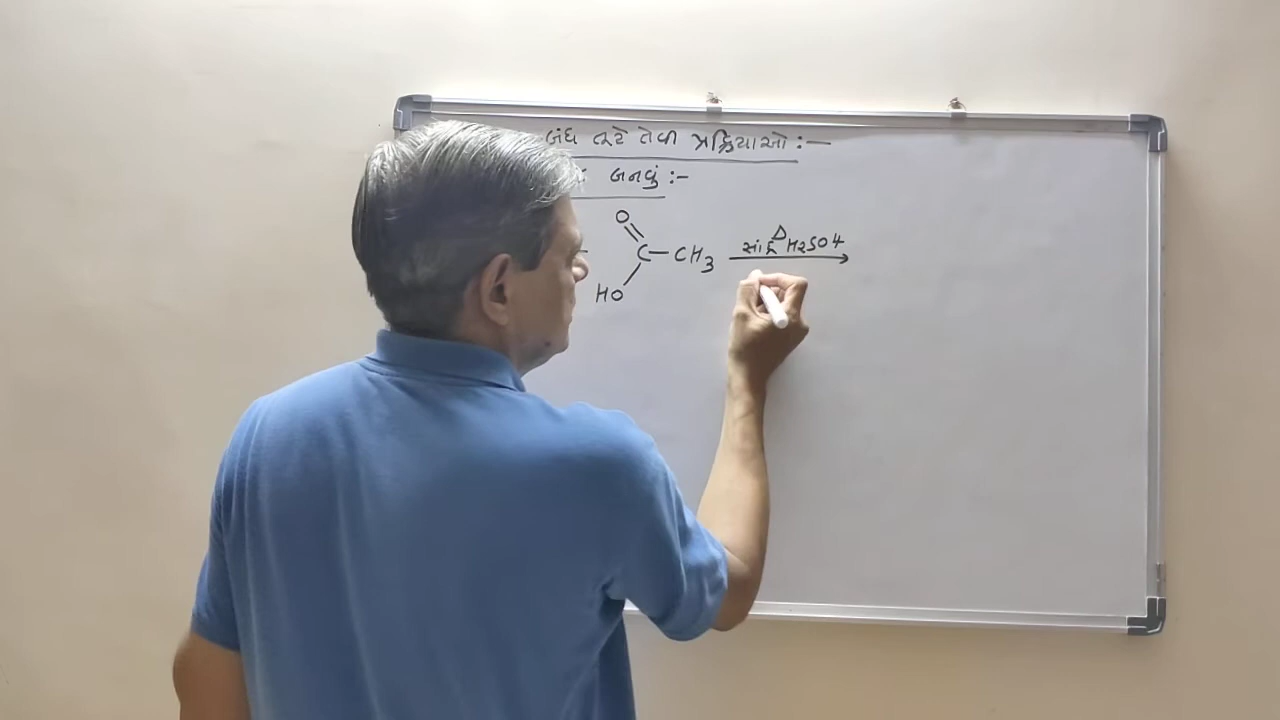 બંધ તૂટે તેવી પ્રક્રિયાઓ :—
બનવું :-
O
C — CH3
HO
સાંદ્ર H2SO4
Δ